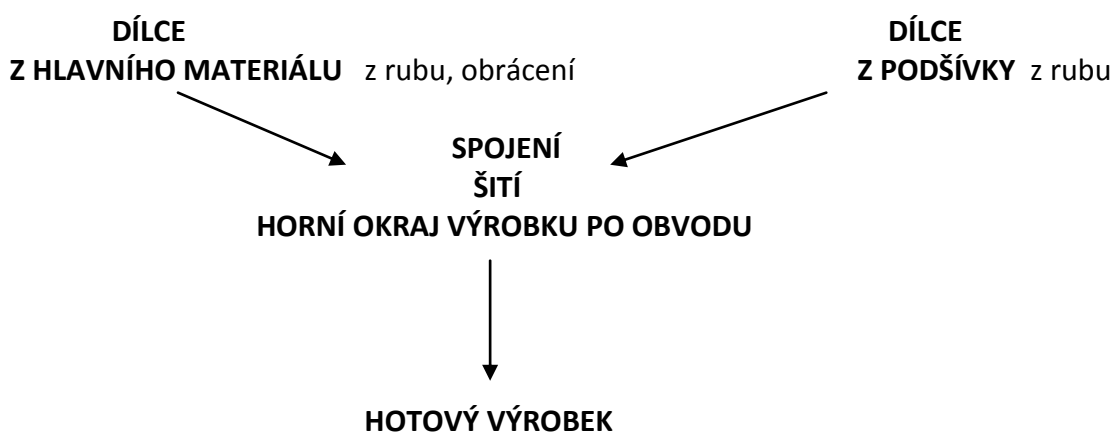 DÍLCE
Z HLAVNÍHO MATERIÁLU z rubu, obrácení
DÍLCE
Z PODŠÍVKY z rubu
SPOJENÍ
ŠITÍ
HORNÍ OKRAJ VÝROBKU PO OBVODU
HOTOVÝ VÝROBEK